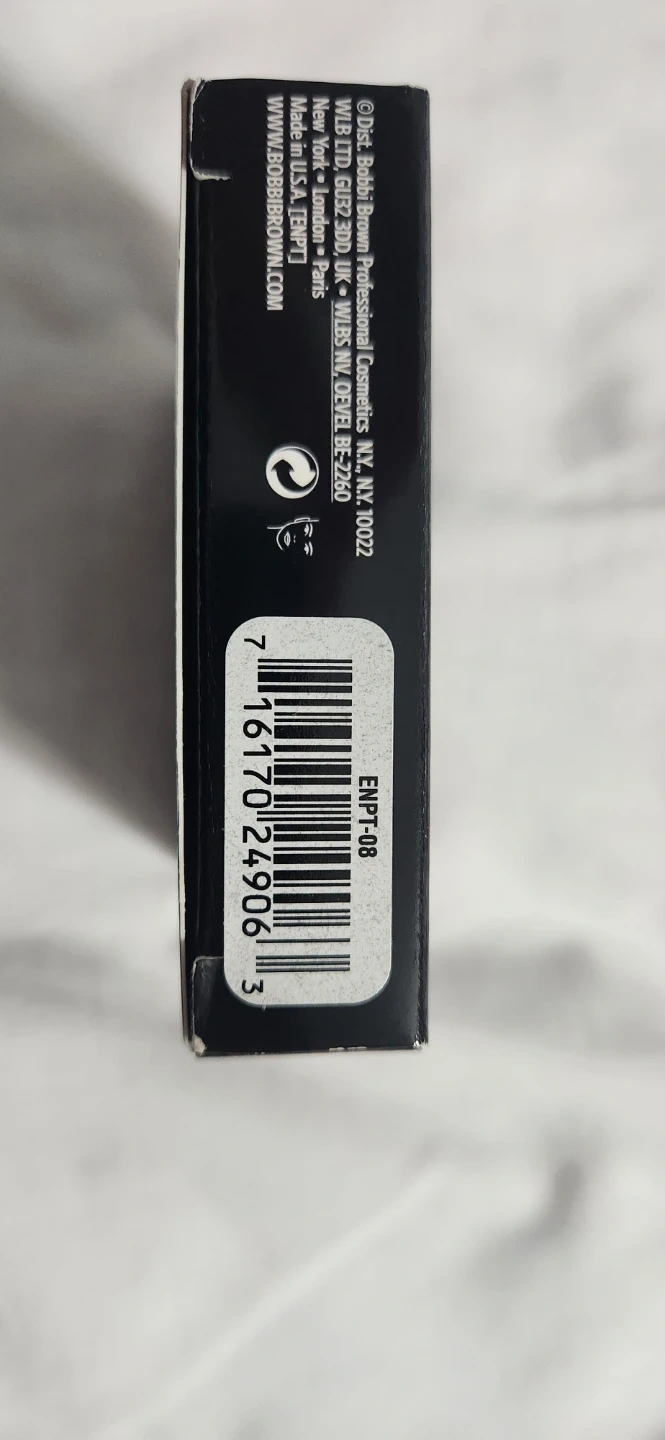 ©Dist. Bobbi Brown Professional Cosmetics N.Y., N.Y. 10022
WLB LTD, GU32 3DD, UK • WLBS NV, OEVEL BE-2260
New York • London • Paris
Made in U.S.A. [ENPT]
WWW.BOBBIBROWN.COM
ENPT-08
7 16170 24906 3